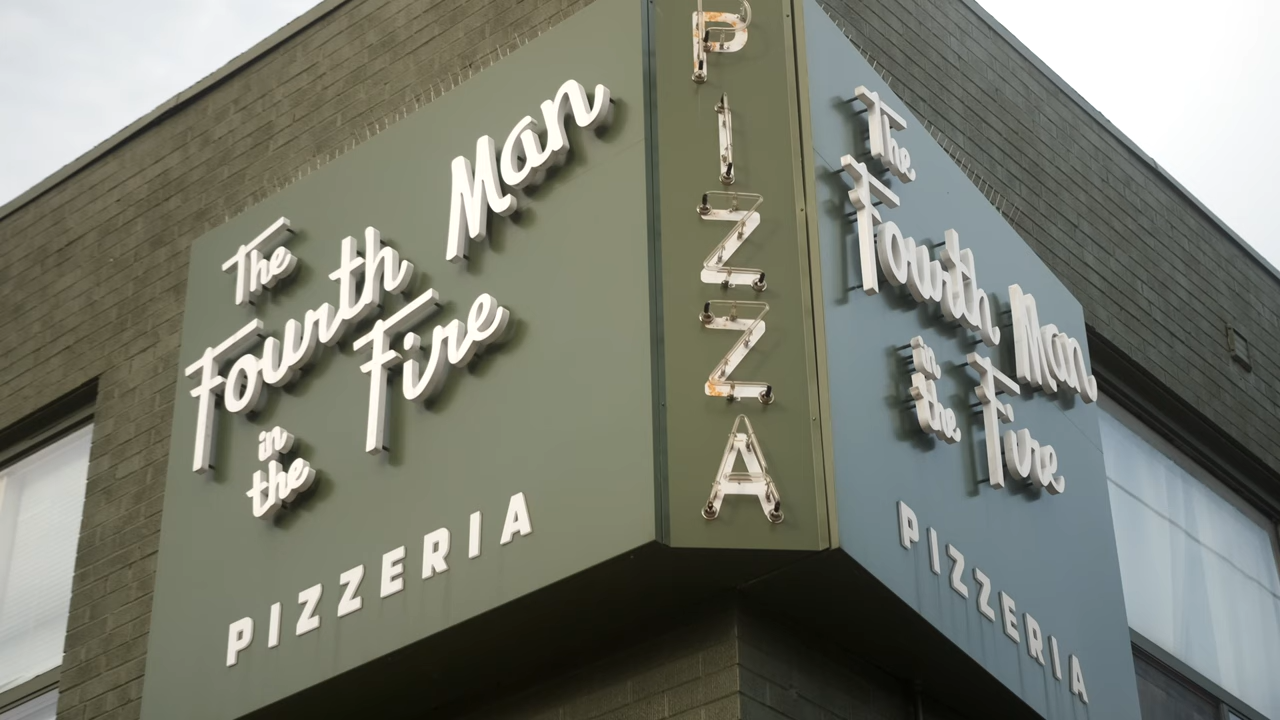 The
Fourth Man
in the Fire
PIZZERIA
PIZZA
The
Fourth Man
in the Fire
PIZZERIA